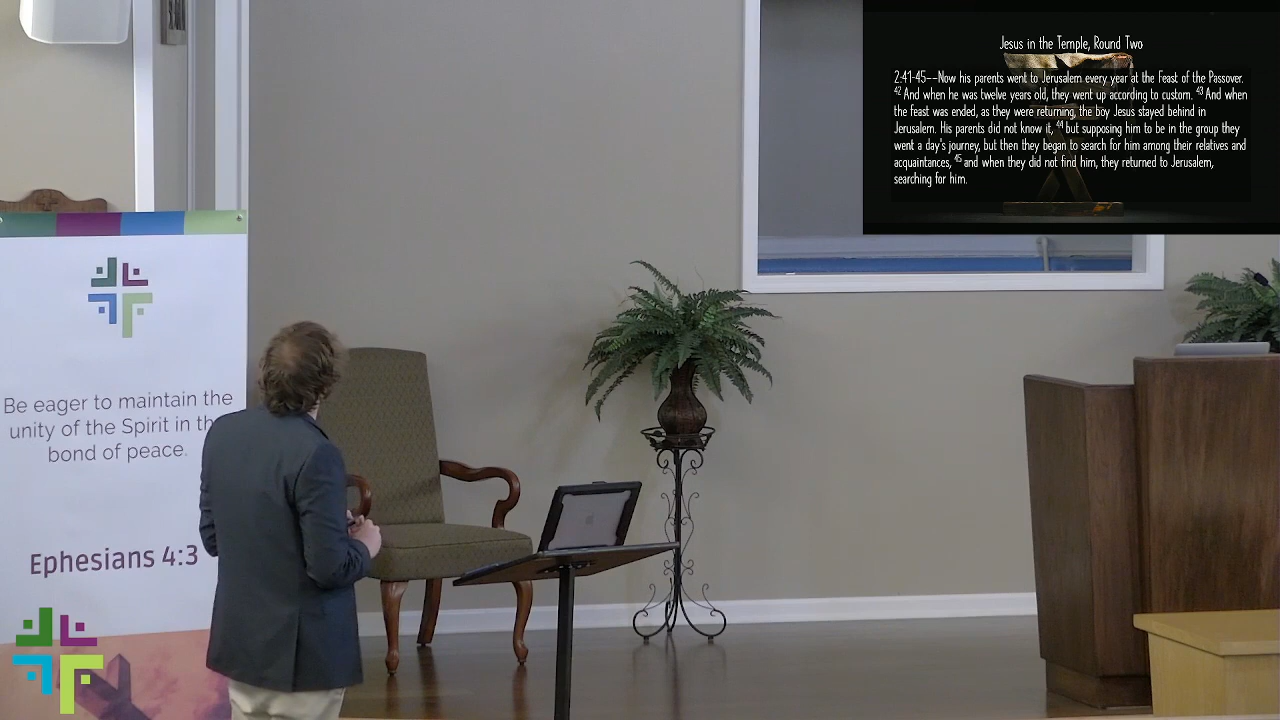 Jesus in the Temple, Round Two
2:41-45--Now his parents went to Jerusalem every year at the Feast of the Passover.
42 And when he was twelve years old, they went up according to custom. 43 And when
the feast was ended, as they were returning, the boy Jesus stayed behind in
Jerusalem. His parents did not know it, 44 but supposing him to be in the group they
went a day's journey, but then they began to search for him among their relatives and
acquaintances, 45 and when they did not find him, they returned to Jerusalem,
searching for him.
Be eager to maintain the
unity of the Spirit in th
bond of peace.
Ephesians 4:3